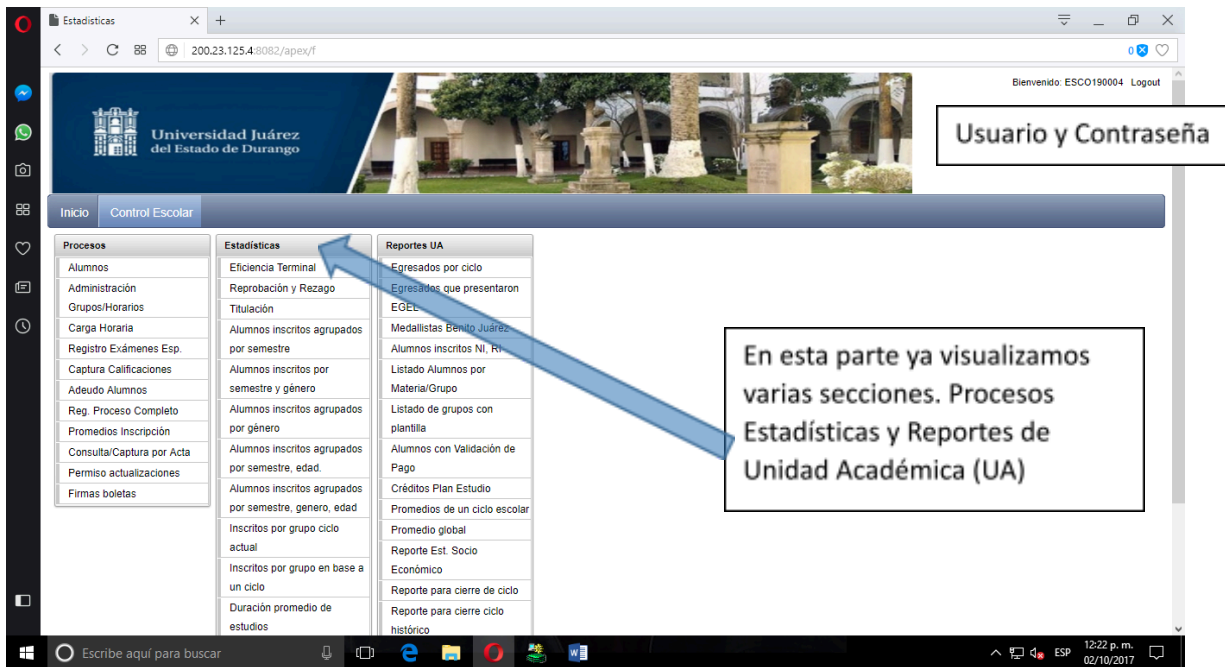 Estadisticas
200.23.125.4:8082/apex/f
0
Bienvenido: ESCO190004 Logout
Universidad Juárez
del Estado de Durango
Usuario y Contraseña
Inicio Control Escolar
Procesos
Alumnos
Administración
Grupos/Horarios
Carga Horaria
Registro Exámenes Esp.
Captura Calificaciones
Adeudo Alumnos
Reg. Proceso Completo
Promedios Inscripción
Consulta/Captura por Acta
Permiso actualizaciones
Firmas boletas
Estadísticas
Eficiencia Terminal
Reprobación y Rezago
Titulación
Alumnos inscritos agrupados
por semestre
Alumnos inscritos por
semestre y género
Alumnos inscritos agrupados
por género
Alumnos inscritos agrupados
por semestre, edad.
Alumnos inscritos agrupados
por semestre, genero, edad
Inscritos por grupo ciclo
actual
Inscritos por grupo en base a
un ciclo
Duración promedio de
estudios
Reportes UA
Egresados por ciclo
Egresados que presentaron
EGEL
Medallistas Benito Juárez
Alumnos inscritos NI, RI
Listado Alumnos por
Materia/Grupo
Listado de grupos con
plantilla
Alumnos con Validación de
Pago
Créditos Plan Estudio
Promedios de un ciclo escolar
Promedio global
Reporte Est. Socio
Económico
Reporte para cierre de ciclo
Reporte para cierre ciclo
histórico
En esta parte ya visualizamos
varias secciones. Procesos
Estadísticas y Reportes de
Unidad Académica (UA)
Escribe aquí para buscar
ESP
12:22 p. m.
02/10/2017